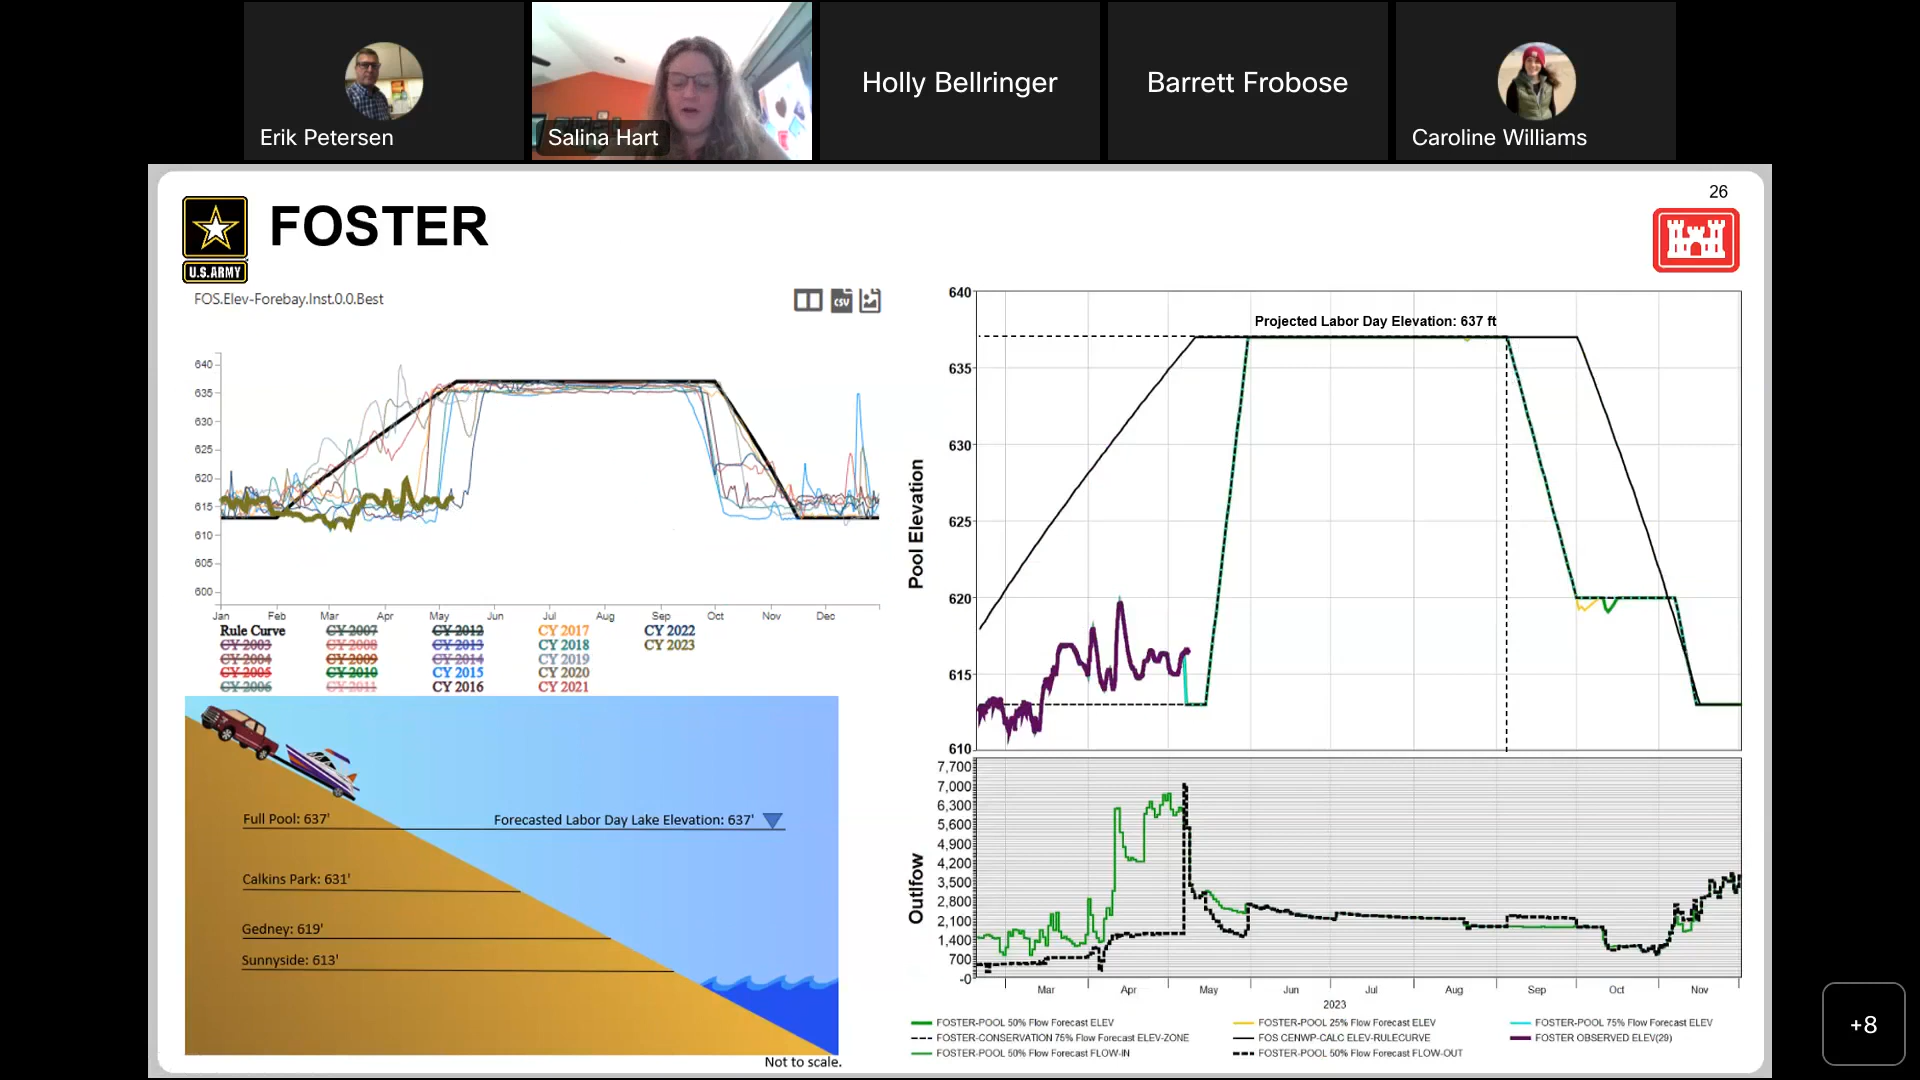 Erik Petersen
Salina Hart
Holly Bellringer
Barrett Frobose
Caroline Williams
26
FOSTER
U.S.ARMY
FOS.Elev-Forebay.Inst.0.0.Best
CSV
640
635
630
625
620
615
610
605
600
Jan Feb Mar Apr May Jun Jul Aug Sep Oct Nov Dec
Rule Curve CY 2007 CY 2012 CY 2017 CY 2022
CY 2003 CY 2008 CY 2013 CY 2018 CY 2023
CY 2004 CY 2009 CY 2014 CY 2019
CY 2005 CY 2010 CY 2015 CY 2020
CY 2006 CY 2011 CY 2016 CY 2021
Full Pool: 637'
Forecasted Labor Day Lake Elevation: 637'
Calkins Park: 631'
Gedney: 619'
Sunnyside: 613'
Not to scale.
Projected Labor Day Elevation: 637 ft
Pool Elevation
640
635
630
625
620
615
610
Outlfow
7,700
7,000
6,300
5,600
4,900
4,200
3,500
2,800
2,100
1,400
700
-0
Mar Apr May Jun Jul Aug Sep Oct Nov
2023
FOSTER-POOL 50% Flow Forecast ELEV
FOSTER-POOL 25% Flow Forecast ELEV
FOSTER-POOL 75% Flow Forecast ELEV
FOSTER-CONSERVATION 75% Flow Forecast ELEV-ZONE
FOS CENWP-CALC ELEV-RULECURVE
FOSTER OBSERVED ELEV(29)
FOSTER-POOL 50% Flow Forecast FLOW-IN
FOSTER-POOL 50% Flow Forecast FLOW-OUT
+8